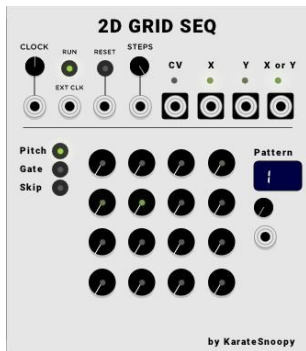 2D GRID SEQ
CLOCK RUN RESET STEPS
EXT CLK
CV X Y X or Y
Pitch
Gate
Skip
Pattern
1
by KarateSnoopy